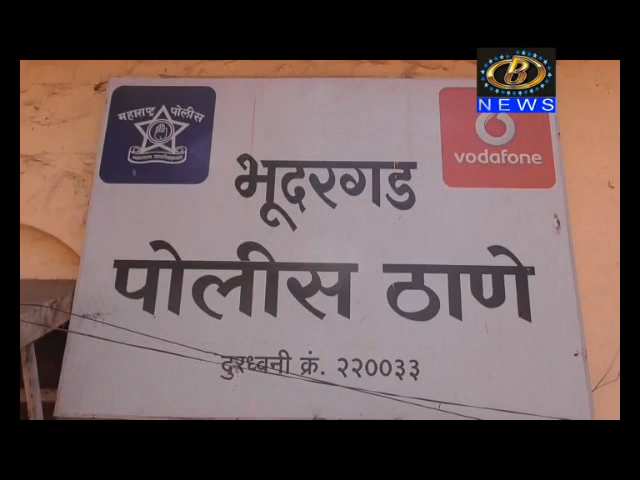 B
NEWS
महाराष्ट्र पोलीस
vodafone
भूदरगड
पोलीस ठाणे
दुरध्वनी क्रं. २२००३३